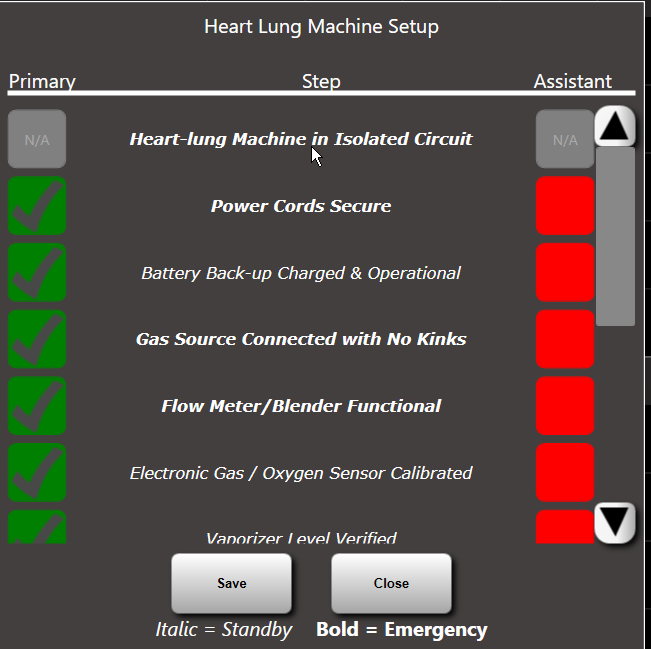 Heart Lung Machine Setup
Primary Step Assistant
N/A Heart-lung Machine in Isolated Circuit N/A
Power Cords Secure
Battery Back-up Charged & Operational
Gas Source Connected with No Kinks
Flow Meter/Blender Functional
Electronic Gas / Oxygen Sensor Calibrated
Vaporizer Level Verified
Save Close
Italic = Standby Bold = Emergency